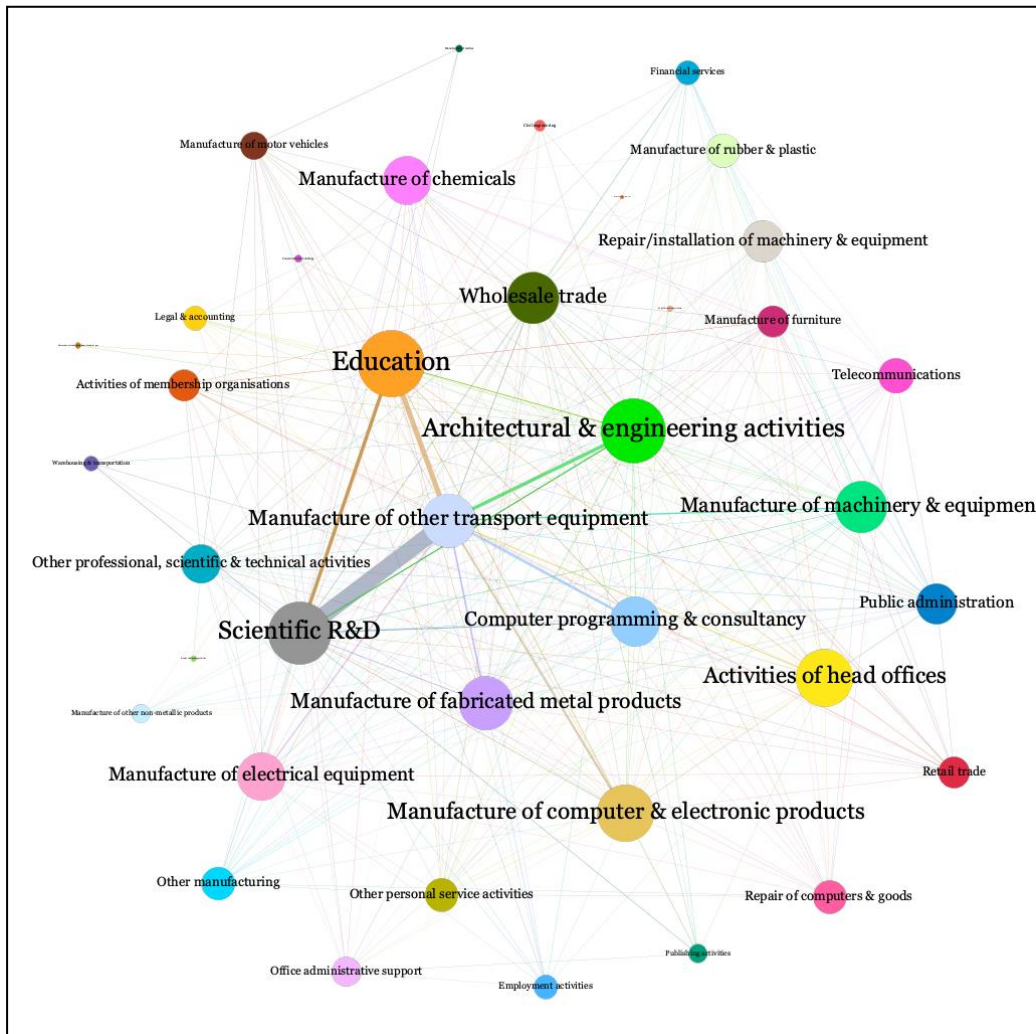 Financial services
Manufacture of motor vehicles
Manufacture of rubber & plastic
Manufacture of chemicals
Repair/installation of machinery & equipment
Wholesale trade
Legal & accounting
Manufacture of furniture
Education
Telecommunications
Activities of membership organisations
Architectural & engineering activities
Warehousing & transportation
Manufacture of machinery & equipmen
Manufacture of other transport equipment
Other professional, scientific & technical activities
Public administration
Computer programming & consultancy
Scientific R&D
Activities of head offices
Manufacture of fabricated metal products
Manufacture of other non-metallic products
Retail trade
Manufacture of electrical equipment
Manufacture of computer & electronic products
Other manufacturing
Other personal service activities
Repair of computers & goods
Publishing activities
Office administrative support
Employment activities